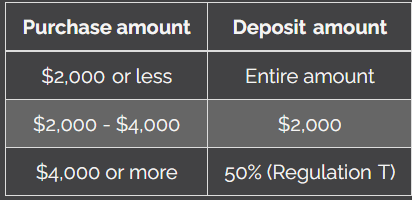 Purchase amount Deposit amount
$2,000 or less Entire amount
$2,000 - $4,000 $2,000
$4,000 or more 50% (Regulation T)